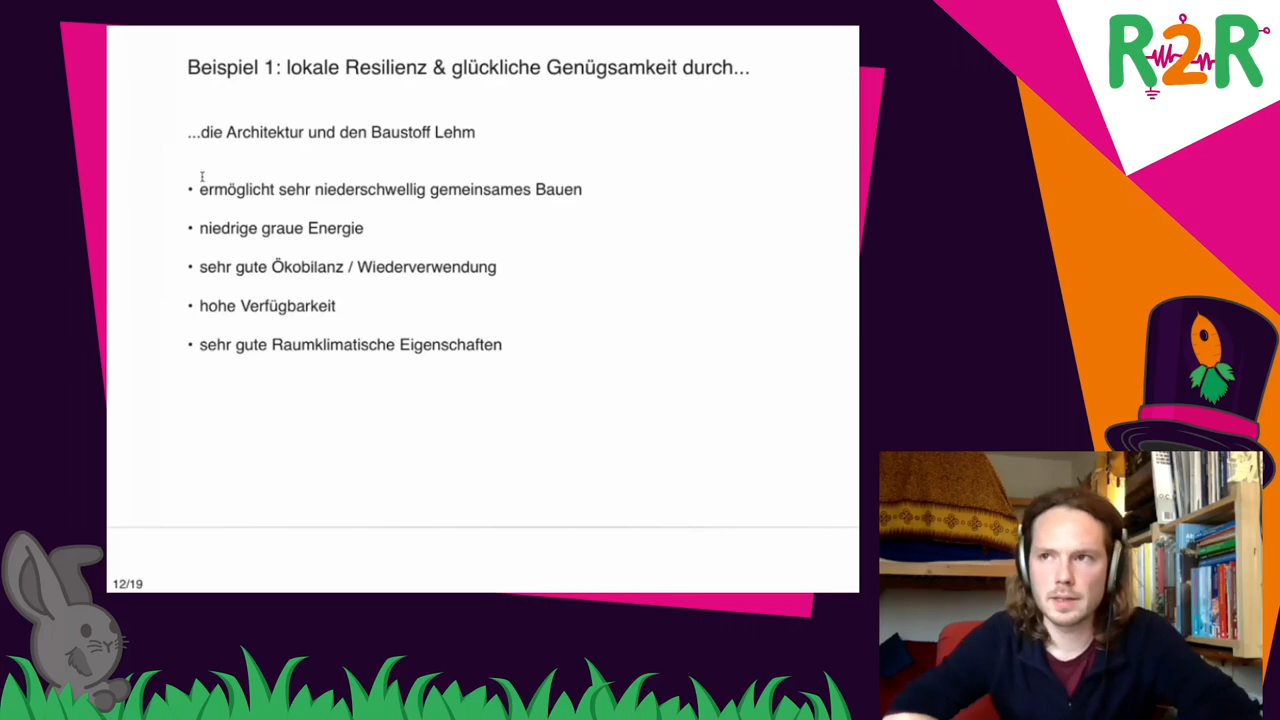 Beispiel 1: lokale Resilienz & glückliche Genügsamkeit durch...
...die Architektur und den Baustoff Lehm
• ermöglicht sehr niederschwellig gemeinsames Bauen
• niedrige graue Energie
• sehr gute Ökobilanz / Wiederverwendung
• hohe Verfügbarkeit
• sehr gute Raumklimatische Eigenschaften
12/19
R2R